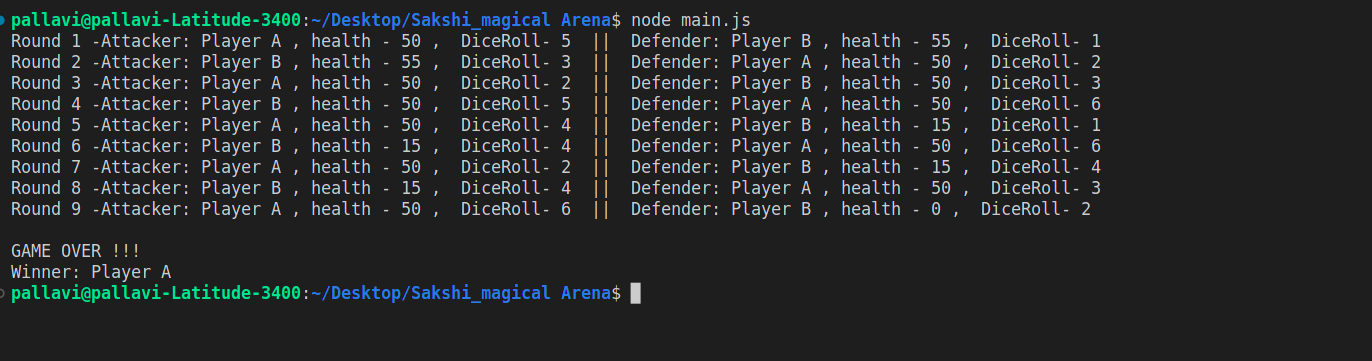 pallavi@pallavi-Latitude-3400:~/Desktop/Sakshi_magical Arena$ node main.js
Round 1 -Attacker: Player A , health - 50 ,  DiceRoll- 5  ||  Defender: Player B , health - 55 ,  DiceRoll- 1
Round 2 -Attacker: Player B , health - 55 ,  DiceRoll- 3  ||  Defender: Player A , health - 50 ,  DiceRoll- 2
Round 3 -Attacker: Player A , health - 50 ,  DiceRoll- 2  ||  Defender: Player B , health - 50 ,  DiceRoll- 3
Round 4 -Attacker: Player B , health - 50 ,  DiceRoll- 5  ||  Defender: Player A , health - 50 ,  DiceRoll- 6
Round 5 -Attacker: Player A , health - 50 ,  DiceRoll- 4  ||  Defender: Player B , health - 15 ,  DiceRoll- 1
Round 6 -Attacker: Player B , health - 15 ,  DiceRoll- 4  ||  Defender: Player A , health - 50 ,  DiceRoll- 6
Round 7 -Attacker: Player A , health - 50 ,  DiceRoll- 2  ||  Defender: Player B , health - 15 ,  DiceRoll- 4
Round 8 -Attacker: Player B , health - 15 ,  DiceRoll- 4  ||  Defender: Player A , health - 50 ,  DiceRoll- 3
Round 9 -Attacker: Player A , health - 50 ,  DiceRoll- 6  ||  Defender: Player B , health - 0 ,  DiceRoll- 2
GAME OVER !!!
Winner: Player A
pallavi@pallavi-Latitude-3400:~/Desktop/Sakshi_magical Arena$